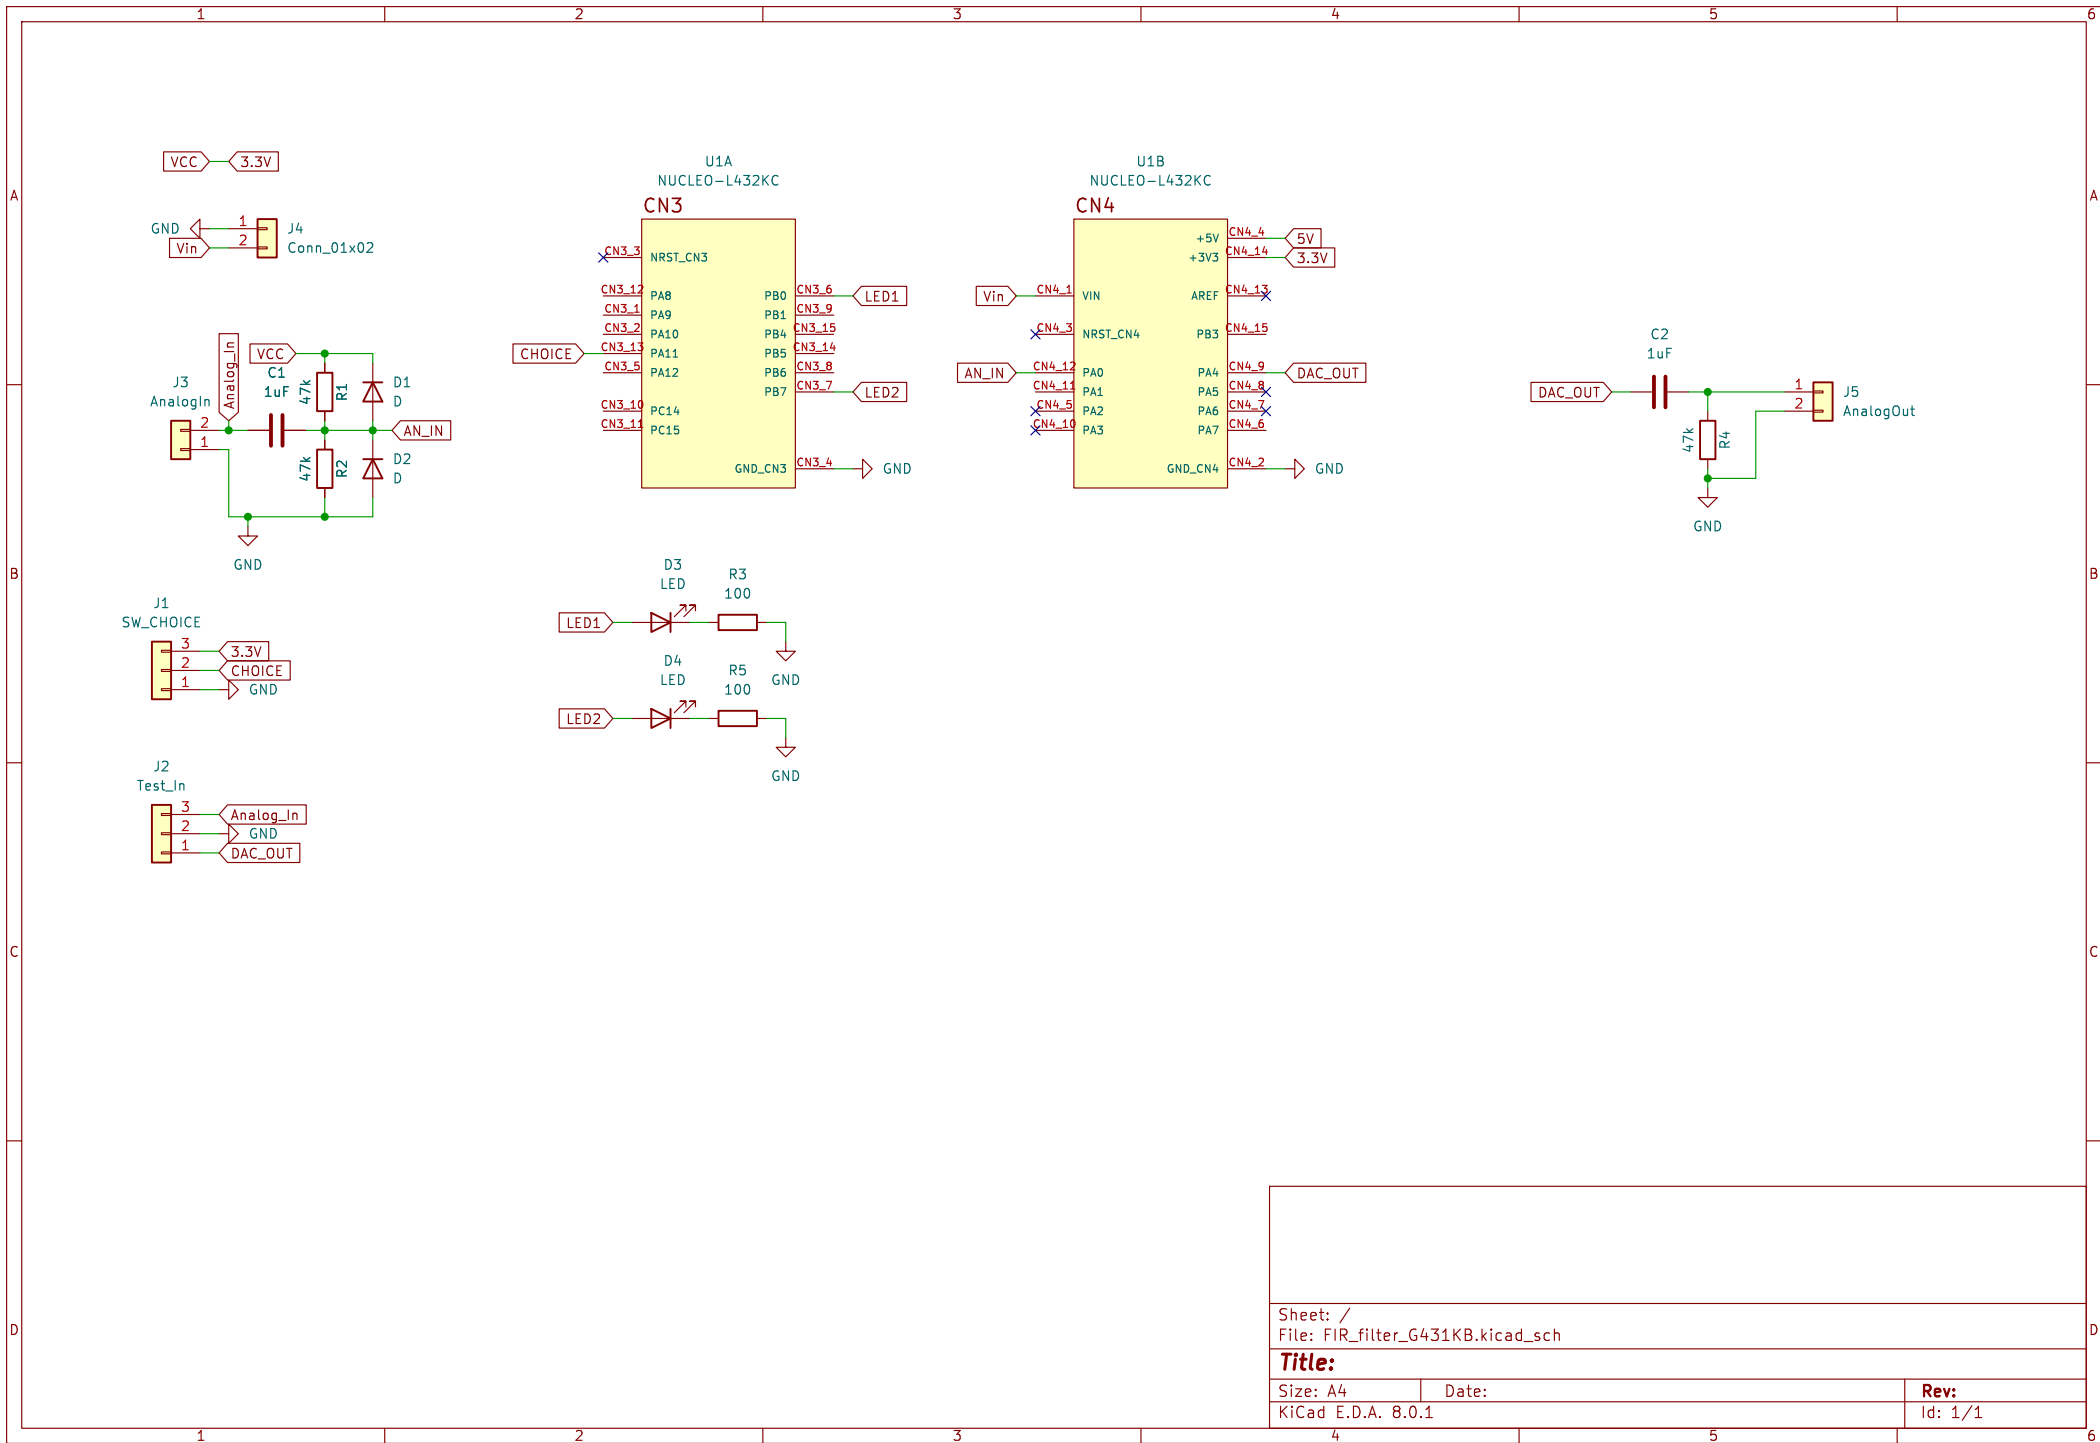 1 2 3 4 5 6
A A
B B
C C
D D
VCC 3.3V
GND 1 J4
Vin 2 Conn_01x02
Analog_In
VCC
C1
1uF
47k R1
D1
D
J3
AnalogIn
2
1
AN_IN
47k R2
D2
D
GND
J1
SW_CHOICE
3 3.3V
2 CHOICE
1 GND
J2
Test_In
3 Analog_In
2 GND
1 DAC_OUT
U1A
NUCLEO-L432KC
CN3
CN3_3 NRST_CN3
CN3_12 PA8 PB0 CN3_6 LED1
CN3_1 PA9 PB1 CN3_9
CN3_2 PA10 PB4 CN3_15
CHOICE CN3_13 PA11 PB5 CN3_14
CN3_5 PA12 PB6 CN3_8
PB7 CN3_7 LED2
CN3_10 PC14
CN3_11 PC15
GND_CN3 CN3_4 GND
D3
LED
R3
100
LED1
GND
D4
LED
R5
100
LED2
GND
U1B
NUCLEO-L432KC
CN4
+5V CN4_4 5V
+3V3 CN4_14 3.3V
Vin CN4_1 VIN AREF CN4_13
CN4_3 NRST_CN4 PB3 CN4_15
AN_IN CN4_12 PA0 PA4 CN4_9 DAC_OUT
CN4_11 PA1 PA5 CN4_8
CN4_5 PA2 PA6 CN4_7
CN4_10 PA3 PA7 CN4_6
GND_CN4 CN4_2 GND
C2
1uF
DAC_OUT
1 J5
2 AnalogOut
47k R4
GND
Sheet: /
File: FIR_filter_G431KB.kicad_sch
Title:
Size: A4 Date: Rev:
KiCad E.D.A. 8.0.1 Id: 1/1
1 2 3 4 5 6